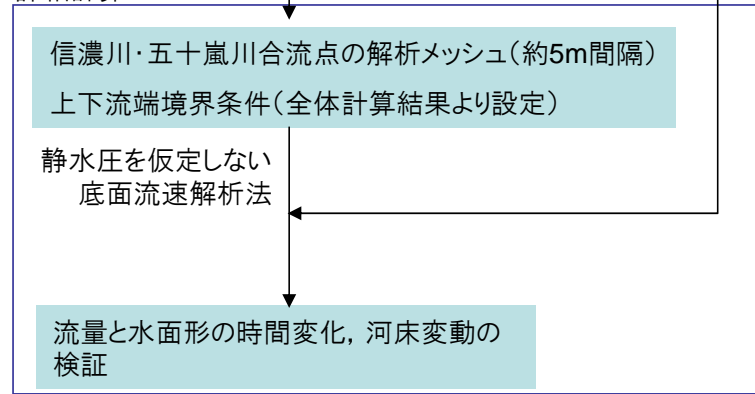 信濃川・五十嵐川合流点の解析メッシュ(約5m間隔)
上下流端境界条件(全体計算結果より設定)
静水圧を仮定しない
底面流速解析法
流量と水面形の時間変化，河床変動の
検証